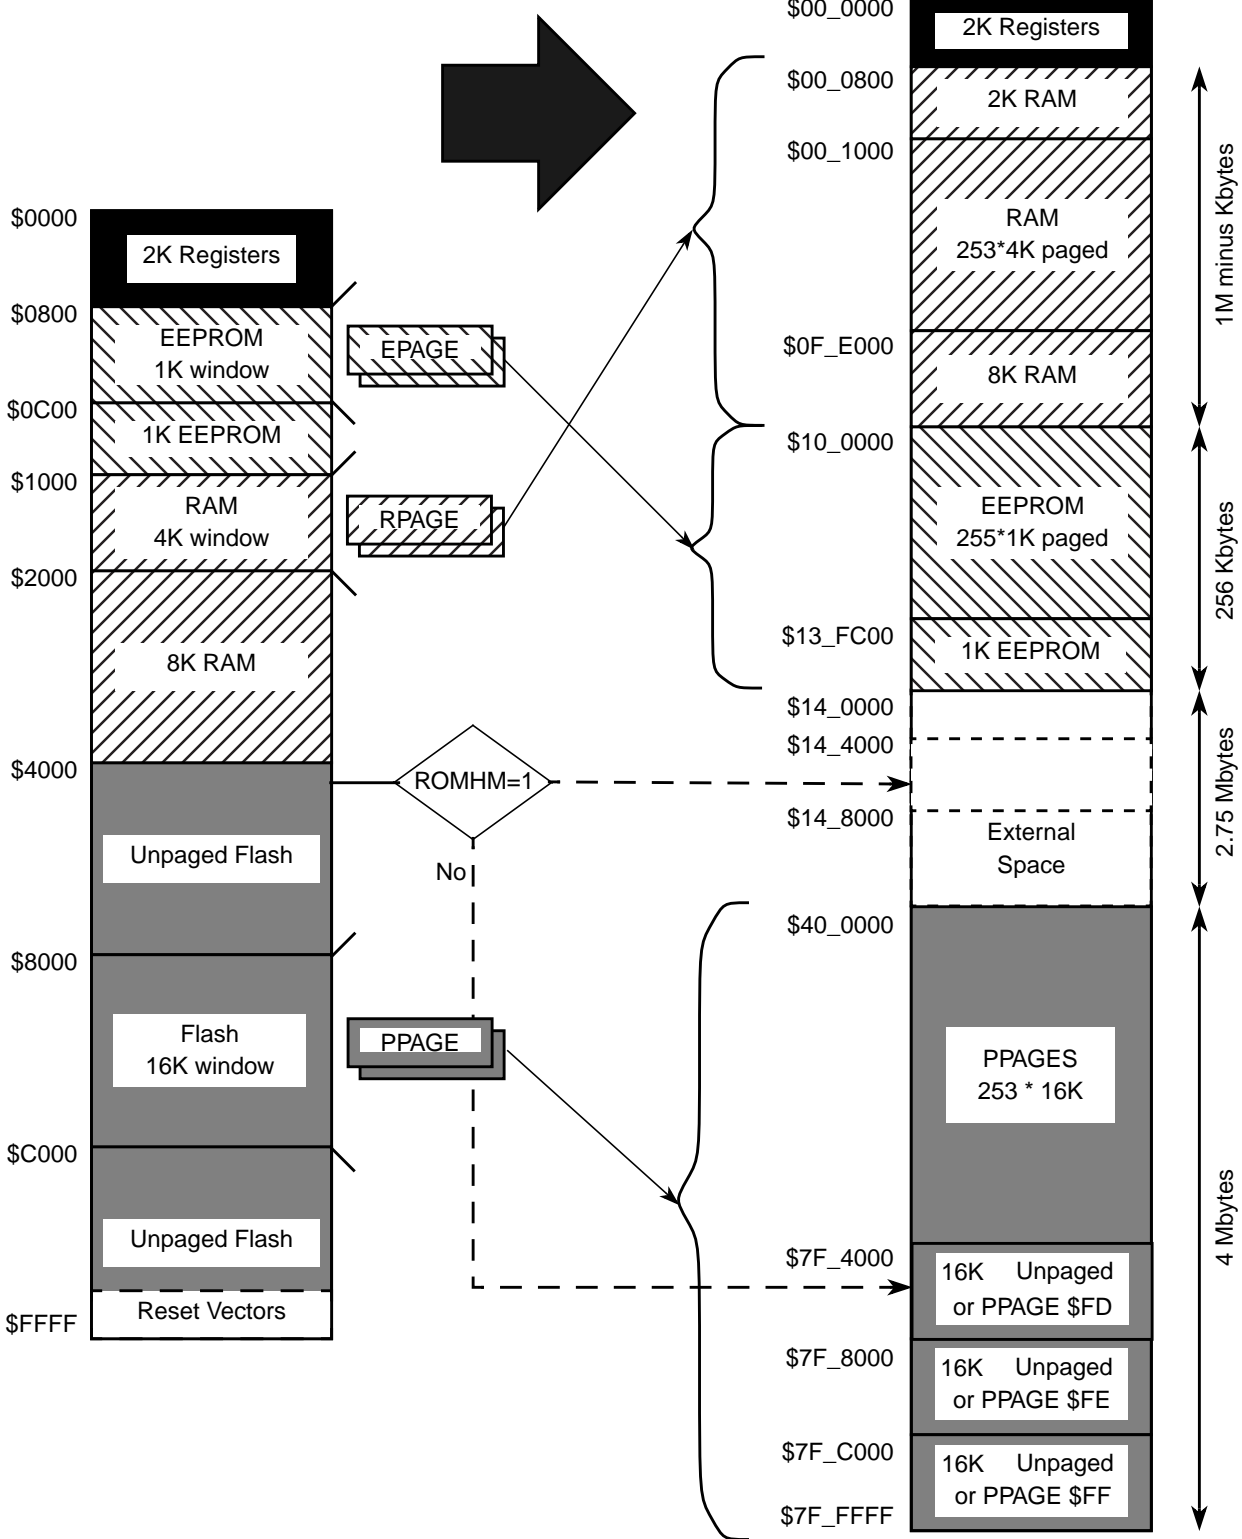 $0000
2K Registers
$0800
EEPROM
1K window
$0C00
1K EEPROM
$1000
RAM
4K window
$2000
8K RAM
$4000
Unpaged Flash
$8000
Flash
16K window
$C000
Unpaged Flash
Reset Vectors
$FFFF
EPAGE
RPAGE
ROMHM=1
No
PPAGE
$00_0000
2K Registers
$00_0800
2K RAM
$00_1000
RAM
253*4K paged
$0F_E000
8K RAM
$10_0000
EEPROM
255*1K paged
$13_FC00
1K EEPROM
$14_0000
$14_4000
$14_8000
External
Space
$40_0000
PPAGES
253 * 16K
$7F_4000
16K Unpaged
or PPAGE $FD
$7F_8000
16K Unpaged
or PPAGE $FE
$7F_C000
16K Unpaged
or PPAGE $FF
$7F_FFFF
1M minus Kbytes
256 Kbytes
2.75 Mbytes
4 Mbytes